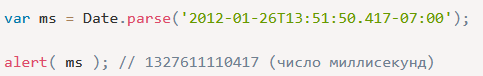 var ms = Date.parse('2012-01-26T13:51:50.417-07:00');
alert( ms ); // 1327611110417 (число миллисекунд)